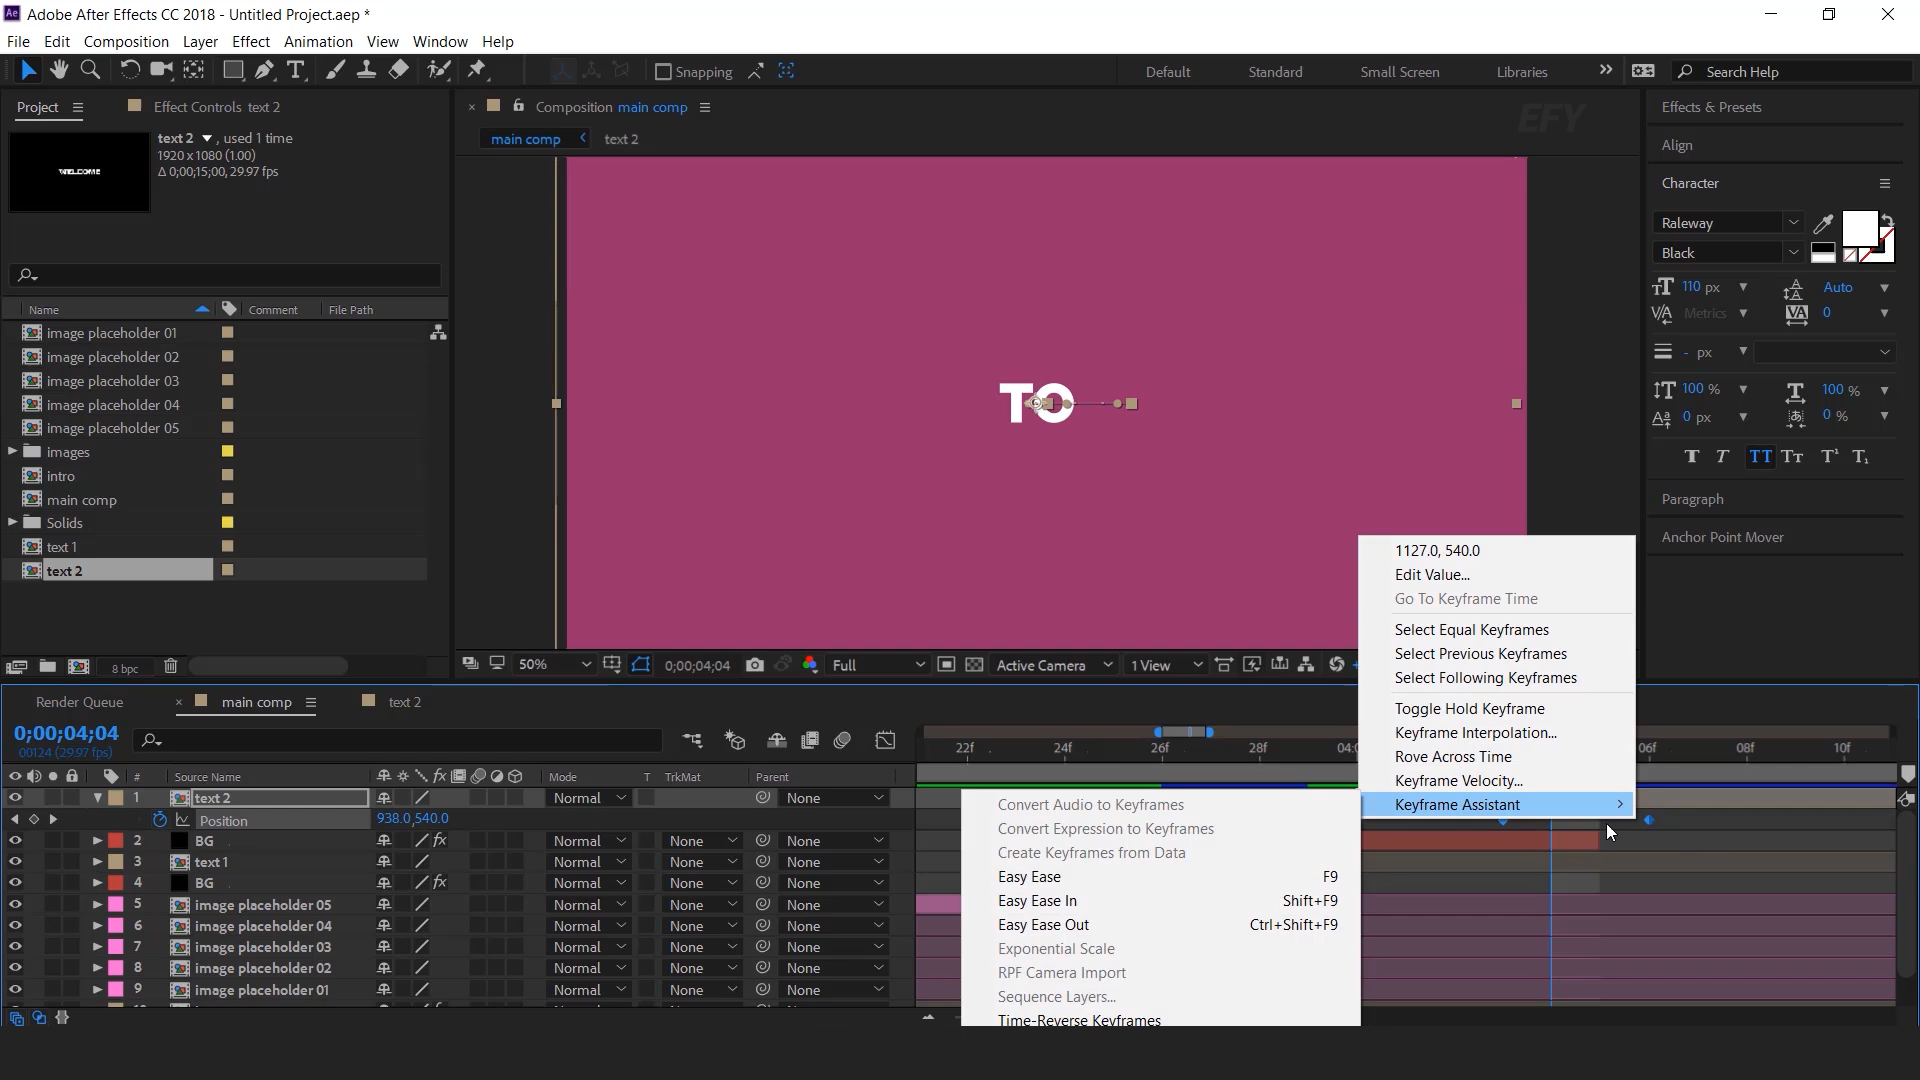 Ae Adobe After Effects CC 2018 - Untitled Project.aep *
File Edit Composition Layer Effect Animation View Window Help
Snapping Default Standard Small Screen Libraries Search Help
Project Effect Controls text 2
text 2 , used 1 time
1920 x 1080 (1.00)
Δ 0;00;15;00, 29.97 fps
WELCOME
Composition main comp
main comp text 2
EFY
TO
Name Comment File Path
image placeholder 01
image placeholder 02
image placeholder 03
image placeholder 04
image placeholder 05
images
intro
main comp
Solids
text 1
text 2
8 bpc
50% 0;00;04;04 Full Active Camera 1 View
Effects & Presets
Align
Character
Raleway
Black
110 px Auto
Metrics 0
- px
100 % 100 %
0 px 0 %
T T TT Tt T¹ T₁
Paragraph
Anchor Point Mover
1127.0, 540.0
Edit Value...
Go To Keyframe Time
Select Equal Keyframes
Select Previous Keyframes
Select Following Keyframes
Toggle Hold Keyframe
Keyframe Interpolation...
Rove Across Time
Keyframe Velocity...
Keyframe Assistant
Convert Audio to Keyframes
Convert Expression to Keyframes
Create Keyframes from Data
Easy Ease F9
Easy Ease In Shift+F9
Easy Ease Out Ctrl+Shift+F9
Exponential Scale
RPF Camera Import
Sequence Layers...
Time-Reverse Keyframes
Render Queue main comp text 2
0;00;04;04
00124 (29.97 fps)
22f 24f 26f 28f 04:0 06f 08f 10f
# Source Name fx Mode T TrkMat Parent
1 text 2 Normal None
Position 938.0,540.0
2 BG fx Normal None None
3 text 1 Normal None None
4 BG fx Normal None None
5 image placeholder 05 Normal None None
6 image placeholder 04 Normal None None
7 image placeholder 03 Normal None None
8 image placeholder 02 Normal None None
9 image placeholder 01 Normal None None